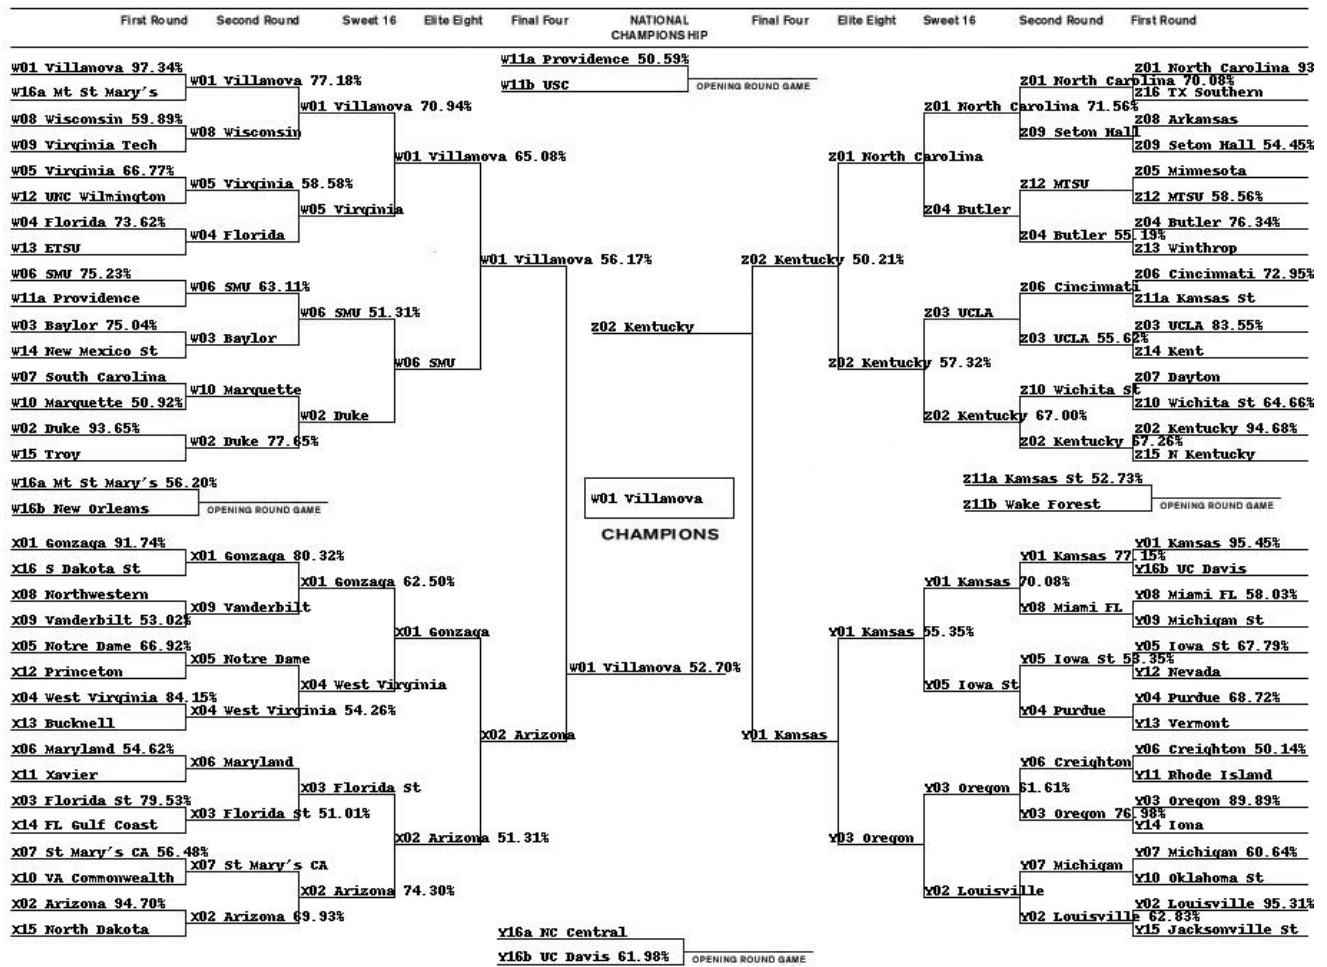 First Round Second Round Sweet 16 Elite Eight Final Four NATIONAL CHAMPIONSHIP Final Four Elite Eight Sweet 16 Second Round First Round
W01 Villanova 97.34%
W16a Mt St Mary's
W08 Wisconsin 59.89%
W09 Virginia Tech
W05 Virginia 66.77%
W12 UNC Wilmington
W04 Florida 73.62%
W13 ETSU
W06 SMU 75.23%
W11a Providence
W03 Baylor 75.04%
W14 New Mexico St
W07 South Carolina
W10 Marquette 50.92%
W02 Duke 93.65%
W15 Troy
W01 Villanova 77.18%
W08 Wisconsin
W05 Virginia 58.58%
W04 Florida
W06 SMU 63.11%
W03 Baylor
W10 Marquette
W02 Duke 77.65%
W01 Villanova 70.94%
W05 Virginia
W06 SMU 51.31%
W02 Duke
W01 Villanova 65.08%
W06 SMU
W01 Villanova 56.17%
W11a Providence 50.59%
W11b USC
OPENING ROUND GAME
W16a Mt St Mary's 56.20%
W16b New Orleans
OPENING ROUND GAME
X01 Gonzaga 91.74%
X16 S Dakota St
X08 Northwestern
X09 Vanderbilt 53.02%
X05 Notre Dame 66.92%
X12 Princeton
X04 West Virginia 84.15%
X13 Bucknell
X06 Maryland 54.62%
X11 Xavier
X03 Florida St 79.53%
X14 FL Gulf Coast
X07 St Mary's CA 56.48%
X10 VA Commonwealth
X02 Arizona 94.70%
X15 North Dakota
X01 Gonzaga 80.32%
X09 Vanderbilt
X05 Notre Dame
X04 West Virginia 54.26%
X06 Maryland
X03 Florida St 51.01%
X07 St Mary's CA
X02 Arizona 69.93%
X01 Gonzaga 62.50%
X04 West Virginia
X03 Florida St
X02 Arizona 74.30%
X01 Gonzaga
X02 Arizona 51.31%
X02 Arizona
W01 Villanova 52.70%
W01 Villanova
CHAMPIONS
Z02 Kentucky
Z02 Kentucky 50.21%
Y01 Kansas
Z01 North Carolina
Z02 Kentucky 57.32%
Z01 North Carolina 71.56%
Z04 Butler
Z03 UCLA
Z02 Kentucky 67.00%
Z01 North Carolina 70.08%
Z09 Seton Hall
Z12 MTSU
Z04 Butler 55.19%
Z06 Cincinnati
Z03 UCLA 55.62%
Z10 Wichita St
Z02 Kentucky 67.26%
Z01 North Carolina 93
Z16 TX Southern
Z08 Arkansas
Z09 Seton Hall 54.45%
Z05 Minnesota
Z12 MTSU 58.56%
Z04 Butler 76.34%
Z13 Winthrop
Z06 Cincinnati 72.95%
Z11a Kansas St
Z03 UCLA 83.55%
Z14 Kent
Z07 Dayton
Z10 Wichita St 64.66%
Z02 Kentucky 94.68%
Z15 N Kentucky
Z11a Kansas St 52.73%
Z11b Wake Forest
OPENING ROUND GAME
Y01 Kansas 55.35%
Y03 Oregon
Y01 Kansas 70.08%
Y05 Iowa St
Y03 Oregon 61.61%
Y02 Louisville
Y01 Kansas 77.15%
Y08 Miami FL
Y05 Iowa St 53.35%
Y04 Purdue
Y06 Creighton
Y03 Oregon 76.98%
Y07 Michigan
Y02 Louisville 62.83%
Y01 Kansas 95.45%
Y16b UC Davis
Y08 Miami FL 58.03%
Y09 Michigan St
Y05 Iowa St 67.79%
Y12 Nevada
Y04 Purdue 68.72%
Y13 Vermont
Y06 Creighton 50.14%
Y11 Rhode Island
Y03 Oregon 89.89%
Y14 Iona
Y07 Michigan 60.64%
Y10 Oklahoma St
Y02 Louisville 95.31%
Y15 Jacksonville St
Y16a NC Central
Y16b UC Davis 61.98%
OPENING ROUND GAME